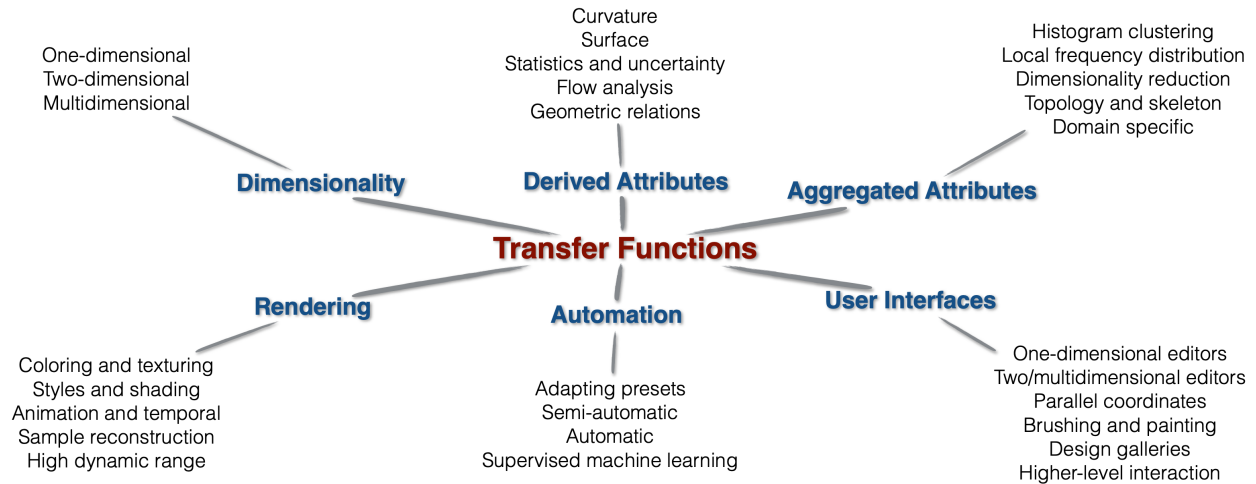 One-dimensional
Two-dimensional
Multidimensional
Dimensionality
Curvature
Surface
Statistics and uncertainty
Flow analysis
Geometric relations
Derived Attributes
Histogram clustering
Local frequency distribution
Dimensionality reduction
Topology and skeleton
Domain specific
Aggregated Attributes
Transfer Functions
Rendering
Coloring and texturing
Styles and shading
Animation and temporal
Sample reconstruction
High dynamic range
Automation
Adapting presets
Semi-automatic
Automatic
Supervised machine learning
User Interfaces
One-dimensional editors
Two/multidimensional editors
Parallel coordinates
Brushing and painting
Design galleries
Higher-level interaction